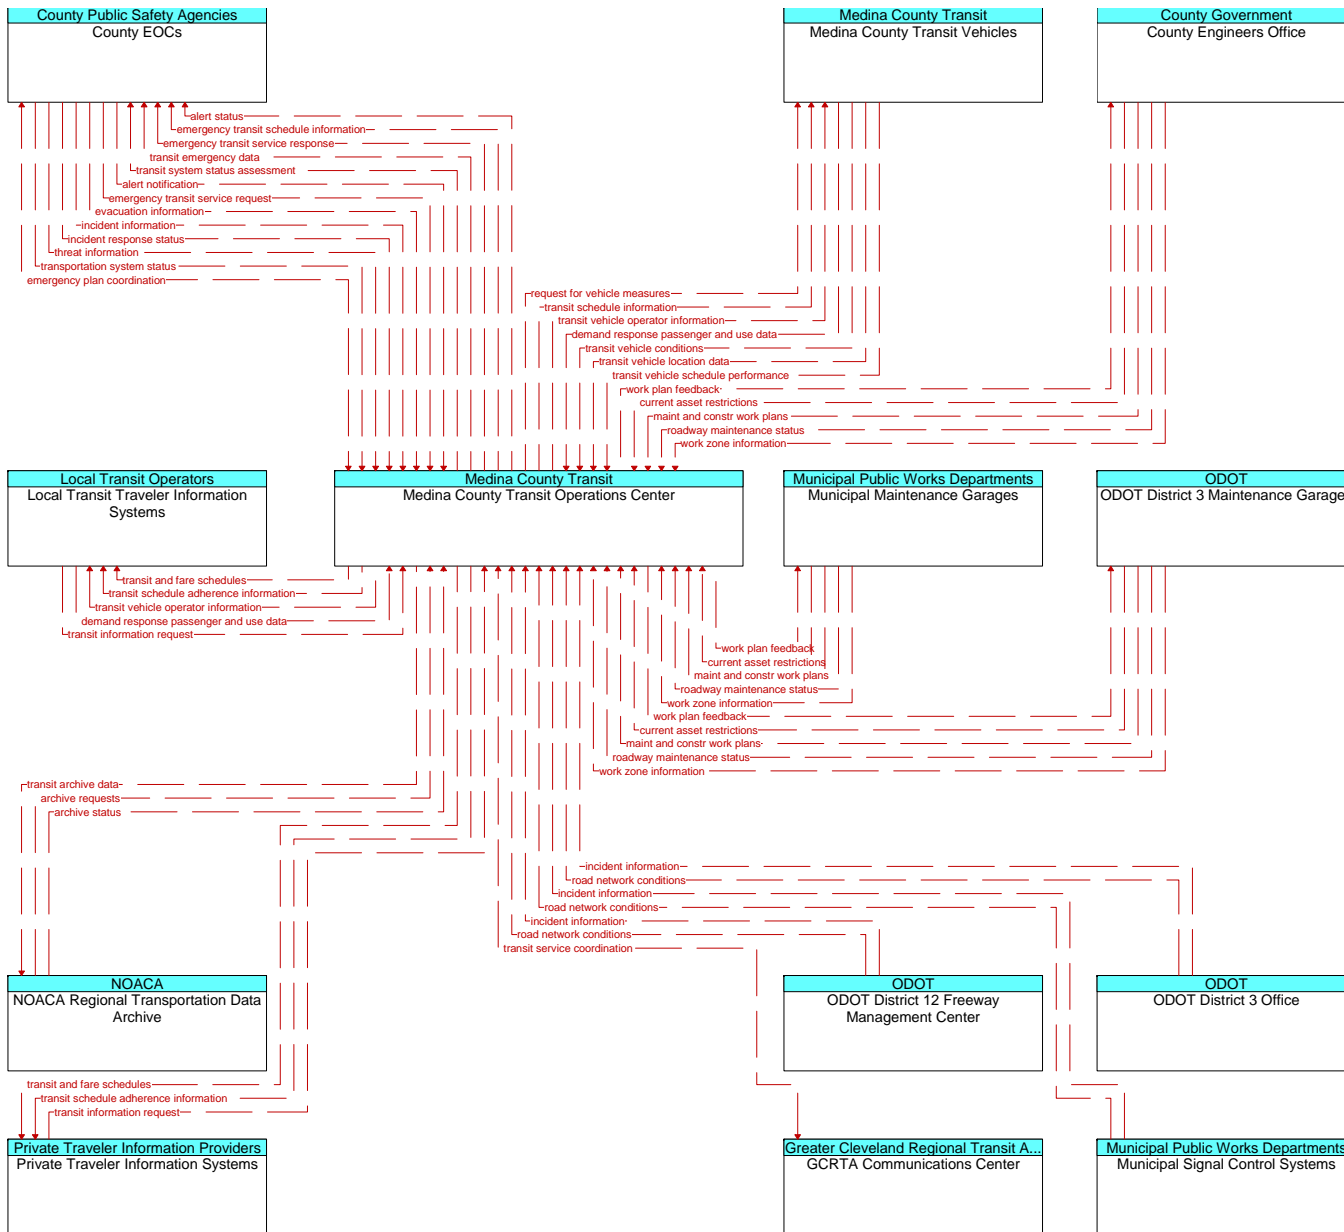 County Public Safety Agencies
County EOCs
Medina County Transit
Medina County Transit Vehicles
County Government
County Engineers Office
alert status
emergency transit schedule information
emergency transit service response
transit emergency data
transit system status assessment
alert notification
emergency transit service request
evacuation information
incident information
incident response status
threat information
transportation system status
emergency plan coordination
request for vehicle measures
transit schedule information
transit vehicle operator information
demand response passenger and use data
transit vehicle conditions
transit vehicle location data
transit vehicle schedule performance
work plan feedback
current asset restrictions
maint and constr work plans
roadway maintenance status
work zone information
Local Transit Operators
Local Transit Traveler Information
Systems
Medina County Transit
Medina County Transit Operations Center
Municipal Public Works Departments
Municipal Maintenance Garages
ODOT
ODOT District 3 Maintenance Garage
transit and fare schedules
transit schedule adherence information
transit vehicle operator information
demand response passenger and use data
transit information request
work plan feedback
current asset restrictions
maint and constr work plans
roadway maintenance status
work zone information
work plan feedback
current asset restrictions
maint and constr work plans
roadway maintenance status
work zone information
transit archive data
archive requests
archive status
incident information
road network conditions
incident information
road network conditions
incident information
road network conditions
transit service coordination
NOACA
NOACA Regional Transportation Data
Archive
ODOT
ODOT District 12 Freeway
Management Center
ODOT
ODOT District 3 Office
transit and fare schedules
transit schedule adherence information
transit information request
Private Traveler Information Providers
Private Traveler Information Systems
Greater Cleveland Regional Transit A...
GCRTA Communications Center
Municipal Public Works Departments
Municipal Signal Control Systems